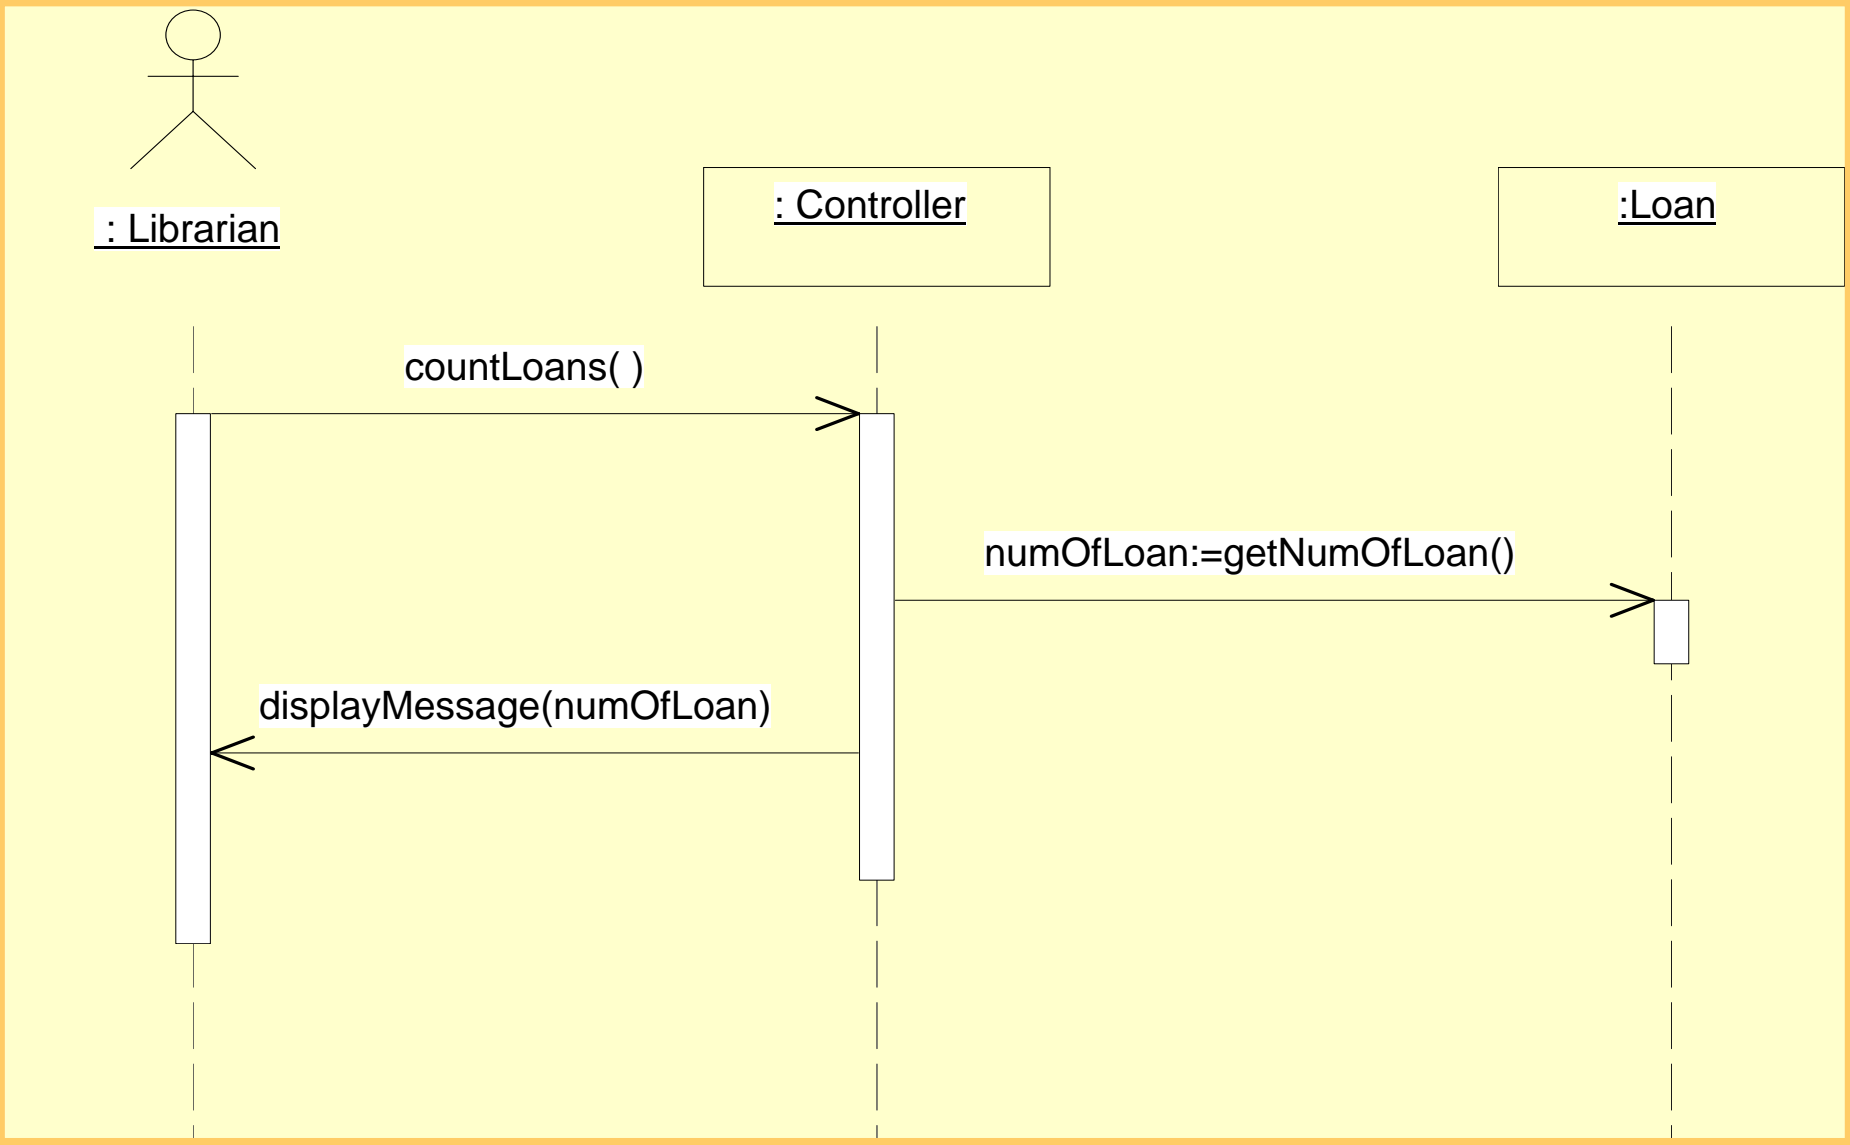 : Librarian
: Controller
:Loan
countLoans( )
numOfLoan:=getNumOfLoan()
displayMessage(numOfLoan)